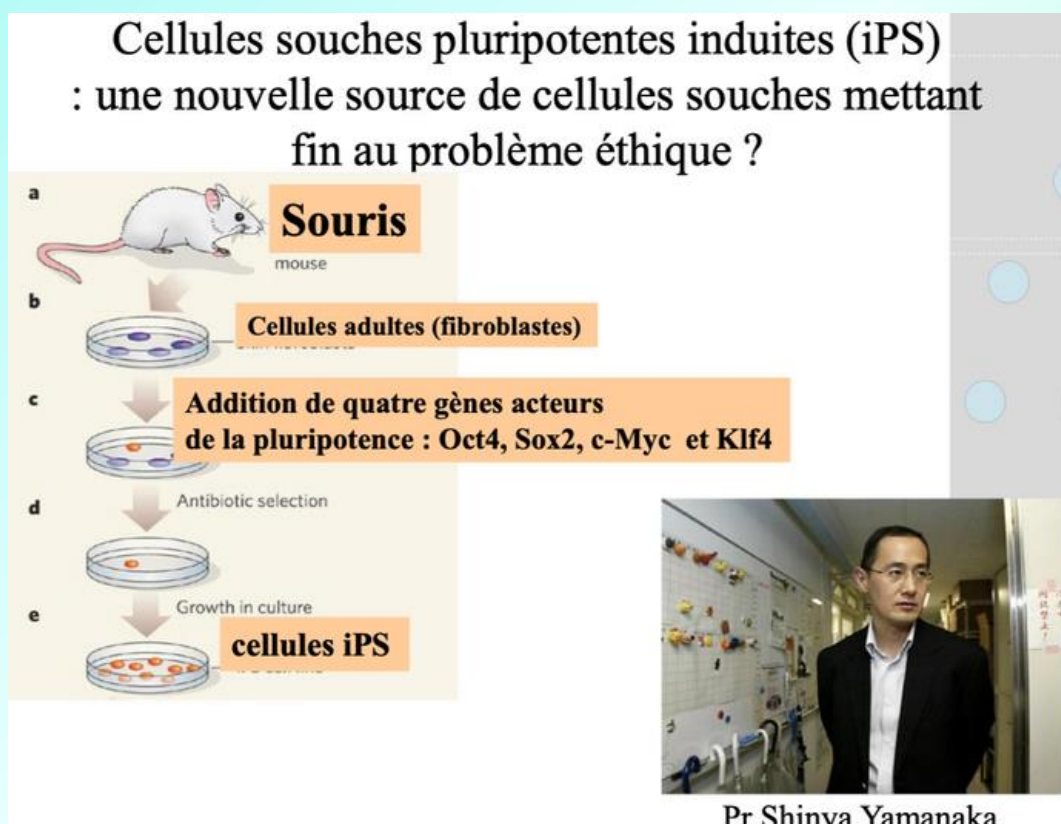 Cellules souches pluripotentes induites (iPS)
: une nouvelle source de cellules souches mettant
fin au problème éthique ?
a
Souris
mouse
b
Cellules adultes (fibroblastes)
c
Addition de quatre gènes acteurs
de la pluripotence : Oct4, Sox2, c-Myc et Klf4
d
Antibiotic selection
e
Growth in culture
cellules iPS
Pr Shinya Yamanaka